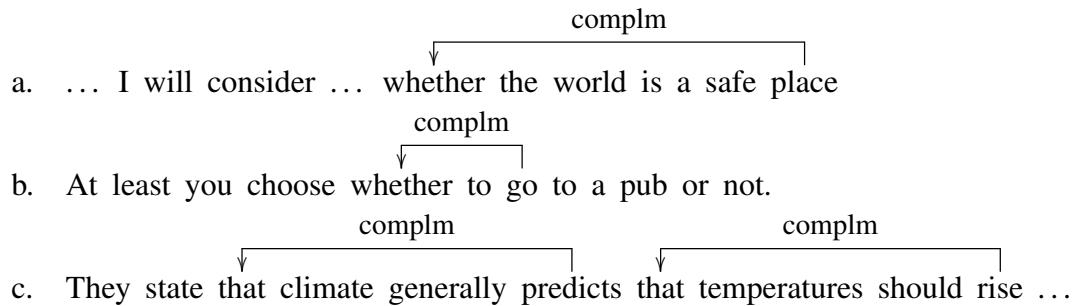 complm
a. … I will consider … whether the world is a safe place
complm
b. At least you choose whether to go to a pub or not.
complm complm
c. They state that climate generally predicts that temperatures should rise …